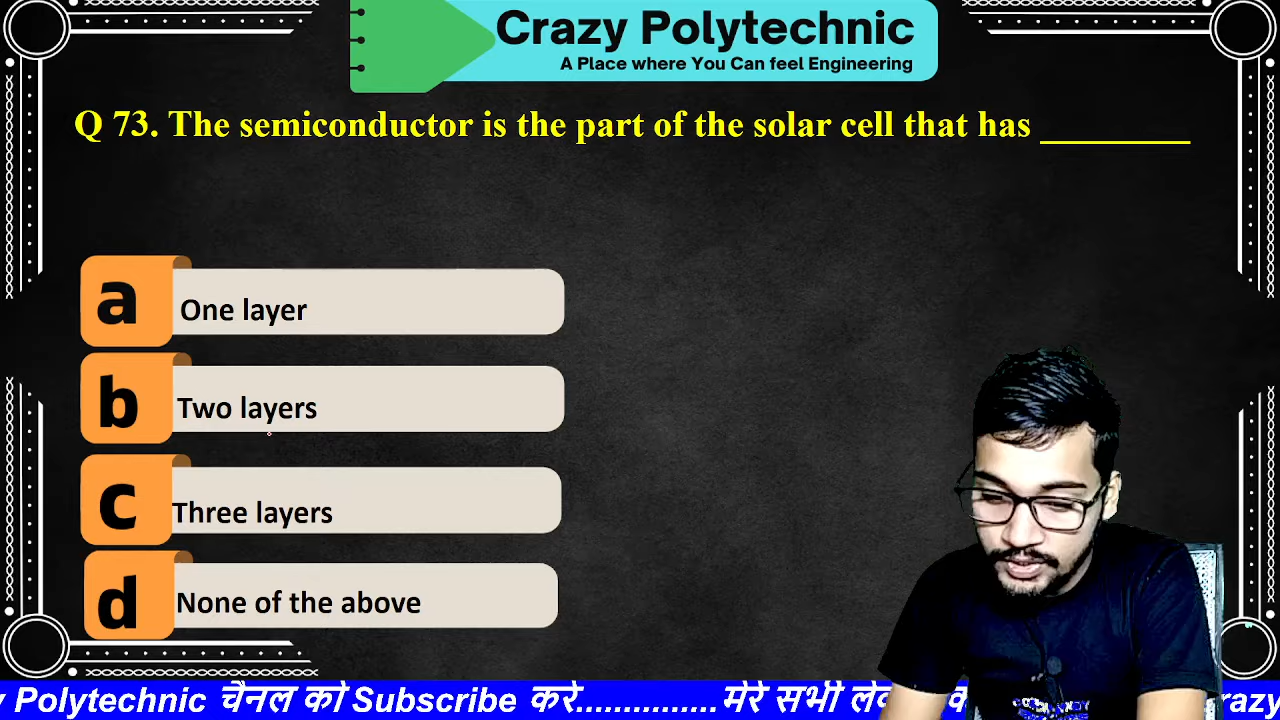 Crazy Polytechnic
A Place where You Can feel Engineering
Q 73. The semiconductor is the part of the solar cell that has ________
a One layer
b Two layers
c Three layers
d None of the above
Polytechnic चैनल को Subscribe करे...............मेरे सभी